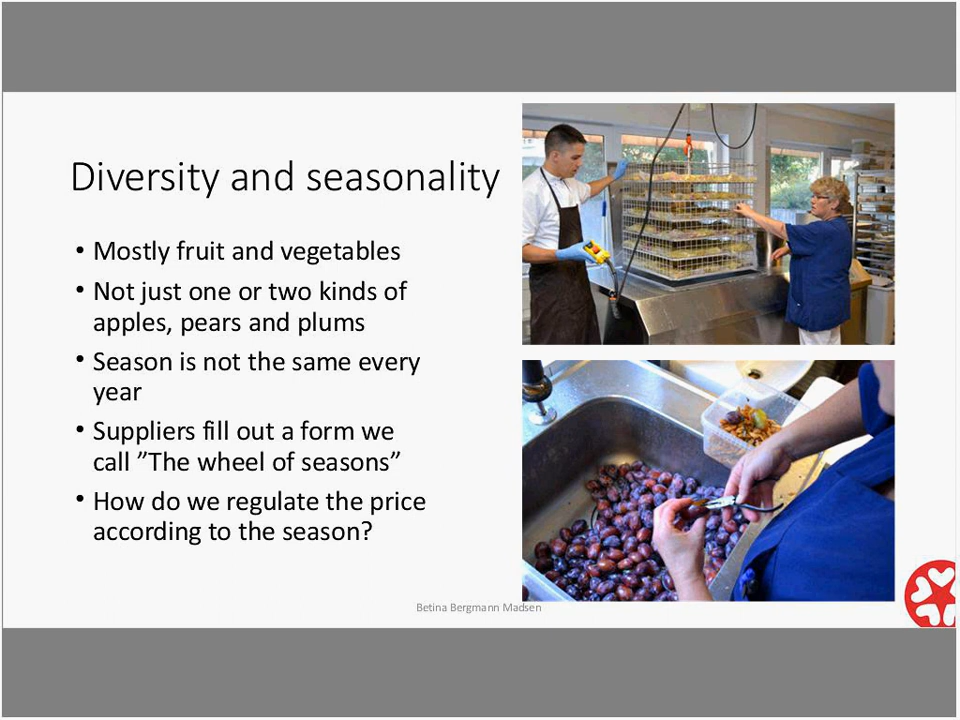 Diversity and seasonality
• Mostly fruit and vegetables
• Not just one or two kinds of
apples, pears and plums
• Season is not the same every
year
• Suppliers fill out a form we
call ”The wheel of seasons”
• How do we regulate the price
according to the season?
Betina Bergmann Madsen